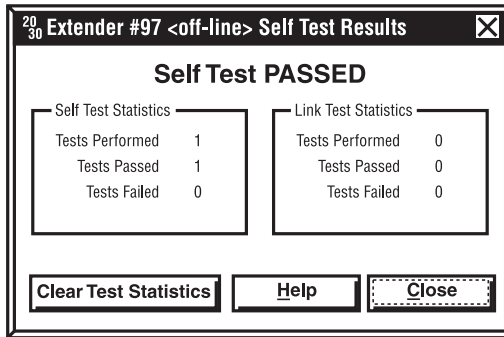 20 30 Extender #97 <off-line> Self Test Results
Self Test PASSED
Self Test Statistics
Tests Performed 1
Tests Passed 1
Tests Failed 0
Link Test Statistics
Tests Performed 0
Tests Passed 0
Tests Failed 0
Clear Test Statistics
Help
Close